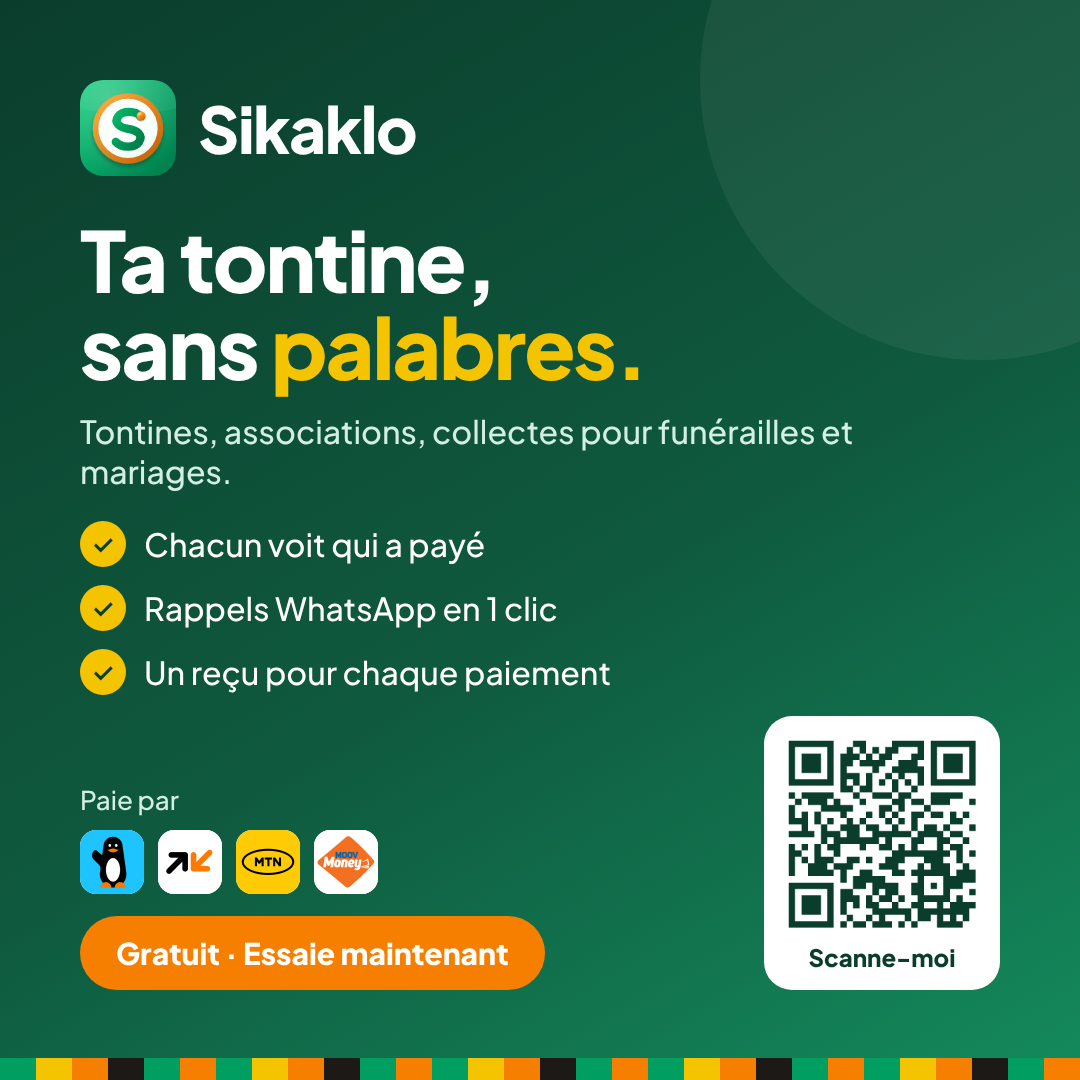 Sikaklo
Ta tontine,
sans palabres.
Tontines, associations, collectes pour funérailles et
mariages.
Chacun voit qui a payé
Rappels WhatsApp en 1 clic
Un reçu pour chaque paiement
Paie par
MTN
MOOV
Money
Gratuit · Essaie maintenant
Scanne-moi